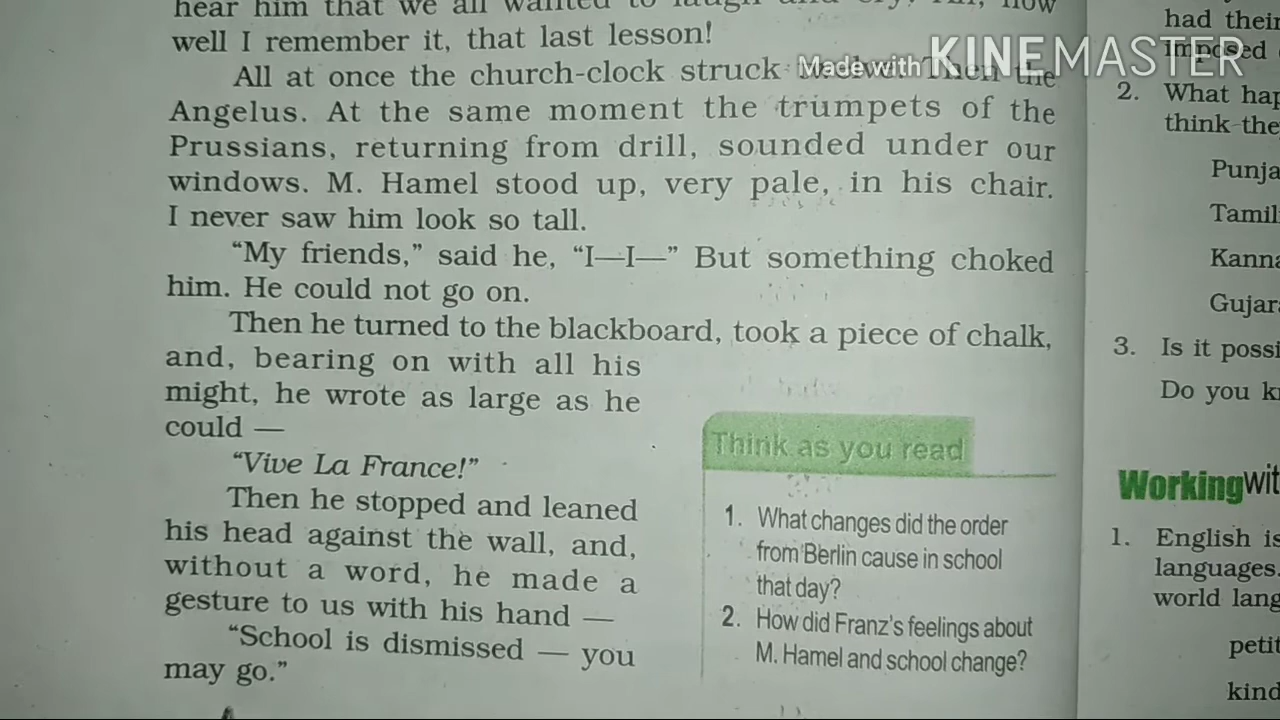 hear him that we all wanted to laugh and cry! Ah, how
well I remember it, that last lesson!
All at once the church-clock struck Then the
Angelus. At the same moment the trumpets of the
Prussians, returning from drill, sounded under our
windows. M. Hamel stood up, very pale, in his chair.
I never saw him look so tall.
“My friends,” said he, “I—I—” But something choked
him. He could not go on.
Then he turned to the blackboard, took a piece of chalk,
and, bearing on with all his
might, he wrote as large as he
could —
“Vive La France!”
Then he stopped and leaned
his head against the wall, and,
without a word, he made a
gesture to us with his hand —
“School is dismissed — you
may go.”
Think as you read
1. What changes did the order
from Berlin cause in school
that day?
2. How did Franz's feelings about
M. Hamel and school change?
had their
imposed
2. What hap
think the
Punja
Tamil
Kanna
Gujar
3. Is it possi
Do you k
Working wit
1. English is
languages.
world lang
petit
kind
Made with KINEMASTER